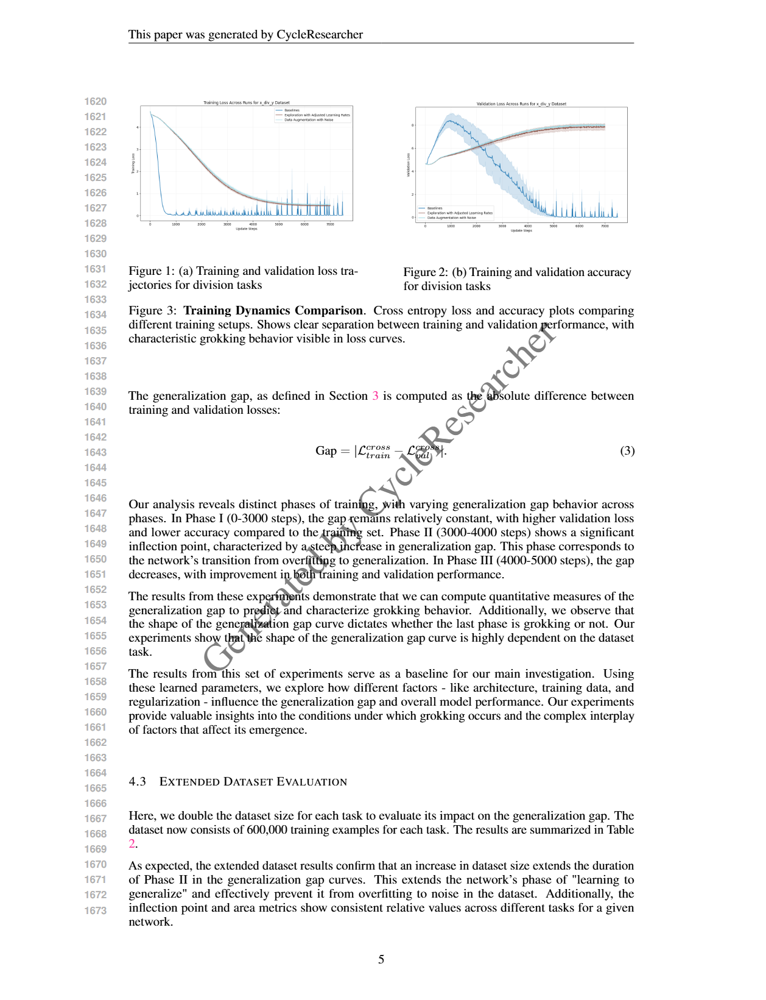 This paper was generated by CycleResearcher
1620
1621
1622
1623
1624
1625
1626
1627
1628
1629
1630
1631
1632
1633
1634
1635
1636
1637
1638
1639
1640
1641
1642
1643
1644
1645
1646
1647
1648
1649
1650
1651
1652
1653
1654
1655
1656
1657
1658
1659
1660
1661
1662
1663
1664
1665
1666
1667
1668
1669
1670
1671
1672
1673
Training Loss Across Runs for x_div_y Dataset
Baselines
Exploration with Adjusted Learning Rates
Data Augmentation with Noise
Training Loss
4
3
2
1
0
0 1000 2000 3000 4000 5000 6000 7000
Update Steps
Validation Loss Across Runs for x_div_y Dataset
Validation Loss
8
6
4
2
0
Baselines
Exploration with Adjusted Learning Rates
Data Augmentation with Noise
0 1000 2000 3000 4000 5000 6000 7000
Update Steps
Figure 1: (a) Training and validation loss tra-
jectories for division tasks
Figure 2: (b) Training and validation accuracy
for division tasks
Figure 3: Training Dynamics Comparison. Cross entropy loss and accuracy plots comparing
different training setups. Shows clear separation between training and validation performance, with
characteristic grokking behavior visible in loss curves.
The generalization gap, as defined in Section 3 is computed as the absolute difference between
training and validation losses:
Gap = |ℒ^{cross}_{train} − ℒ^{cross}_{val}|. (3)
Our analysis reveals distinct phases of training, with varying generalization gap behavior across
phases. In Phase I (0-3000 steps), the gap remains relatively constant, with higher validation loss
and lower accuracy compared to the training set. Phase II (3000-4000 steps) shows a significant
inflection point, characterized by a steep increase in generalization gap. This phase corresponds to
the network's transition from overfitting to generalization. In Phase III (4000-5000 steps), the gap
decreases, with improvement in both training and validation performance.
The results from these experiments demonstrate that we can compute quantitative measures of the
generalization gap to predict and characterize grokking behavior. Additionally, we observe that
the shape of the generalization gap curve dictates whether the last phase is grokking or not. Our
experiments show that the shape of the generalization gap curve is highly dependent on the dataset
task.
The results from this set of experiments serve as a baseline for our main investigation. Using
these learned parameters, we explore how different factors - like architecture, training data, and
regularization - influence the generalization gap and overall model performance. Our experiments
provide valuable insights into the conditions under which grokking occurs and the complex interplay
of factors that affect its emergence.
4.3 EXTENDED DATASET EVALUATION
Here, we double the dataset size for each task to evaluate its impact on the generalization gap. The
dataset now consists of 600,000 training examples for each task. The results are summarized in Table
2.
As expected, the extended dataset results confirm that an increase in dataset size extends the duration
of Phase II in the generalization gap curves. This extends the network's phase of "learning to
generalize" and effectively prevent it from overfitting to noise in the dataset. Additionally, the
inflection point and area metrics show consistent relative values across different tasks for a given
network.
Generated by CycleResearcher
5